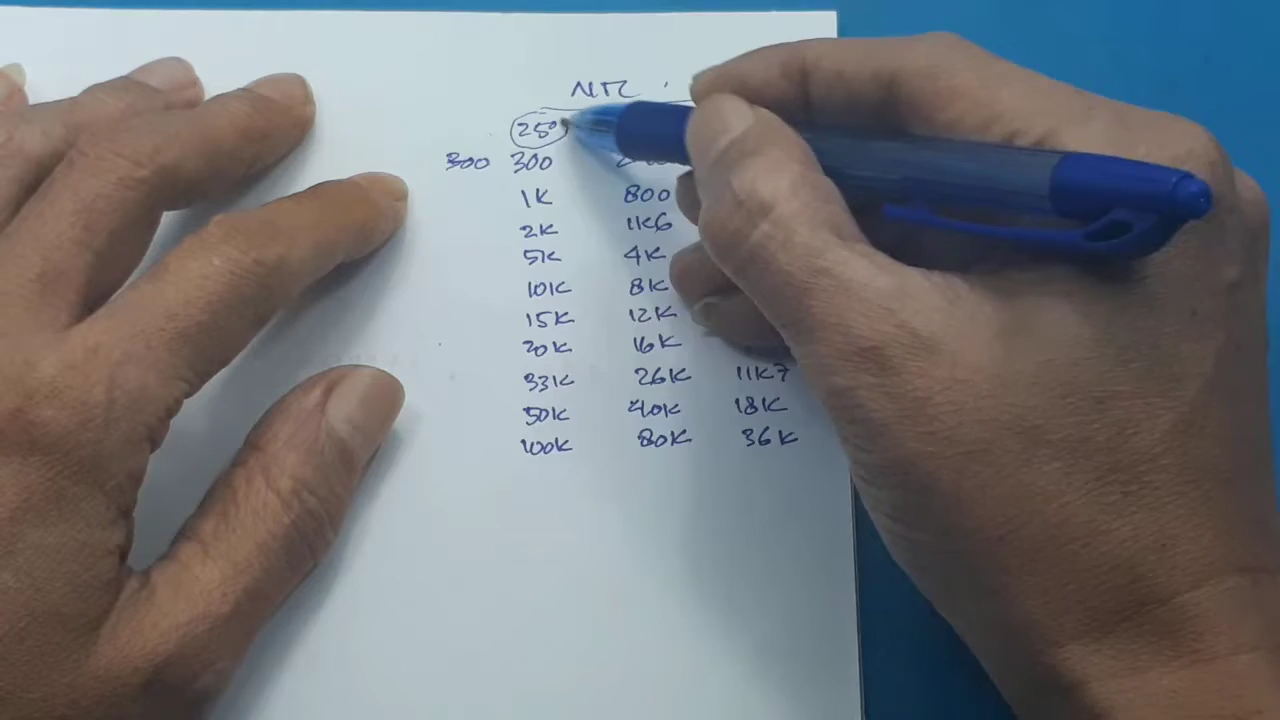 NTC
25°
300 300
1K 800
2K 1K6
5K 4K
10K 8K
15K 12K
20K 16K
33K 26K 11K7
50K 40K 18K
100K 80K 36K